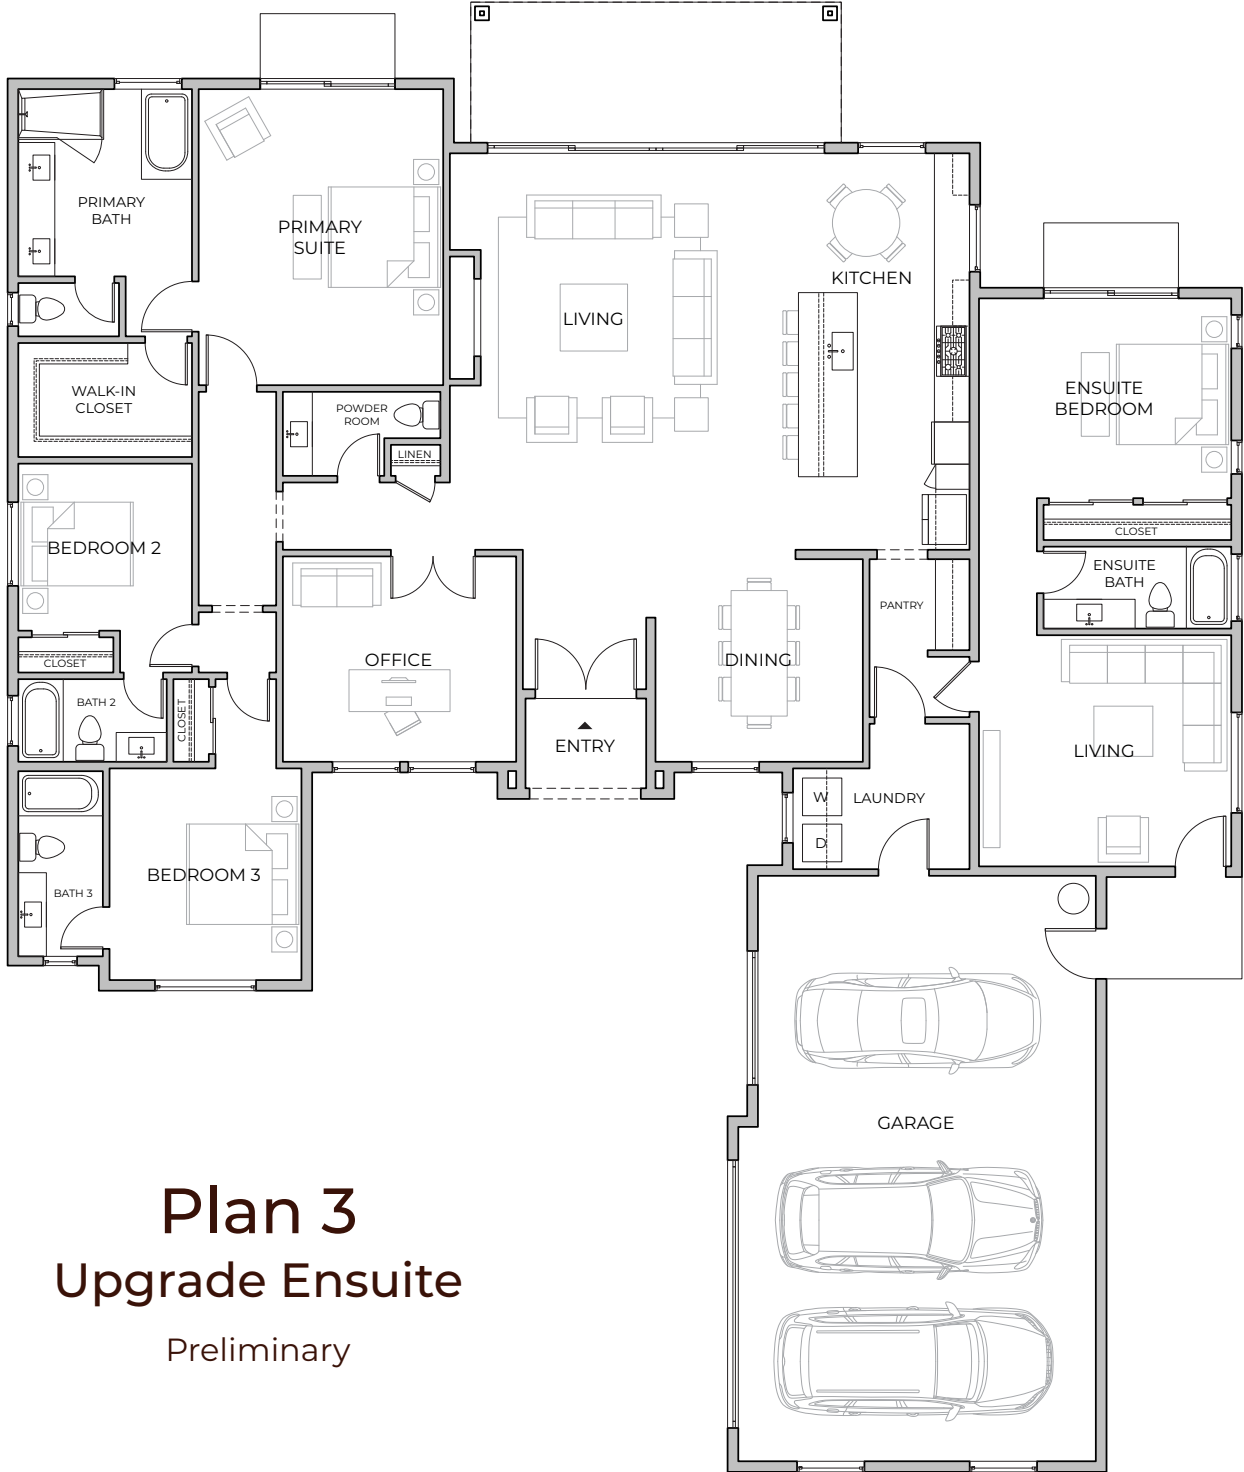 PRIMARY
BATH
PRIMARY
SUITE
KITCHEN
LIVING
WALK-IN
CLOSET
POWDER
ROOM
LINEN
ENSUITE
BEDROOM
CLOSET
BEDROOM 2
ENSUITE
BATH
PANTRY
CLOSET
OFFICE
DINING
BATH 2
CLOSET
ENTRY
LIVING
W
LAUNDRY
D
BEDROOM 3
BATH 3
GARAGE
Plan 3
Upgrade Ensuite
Preliminary